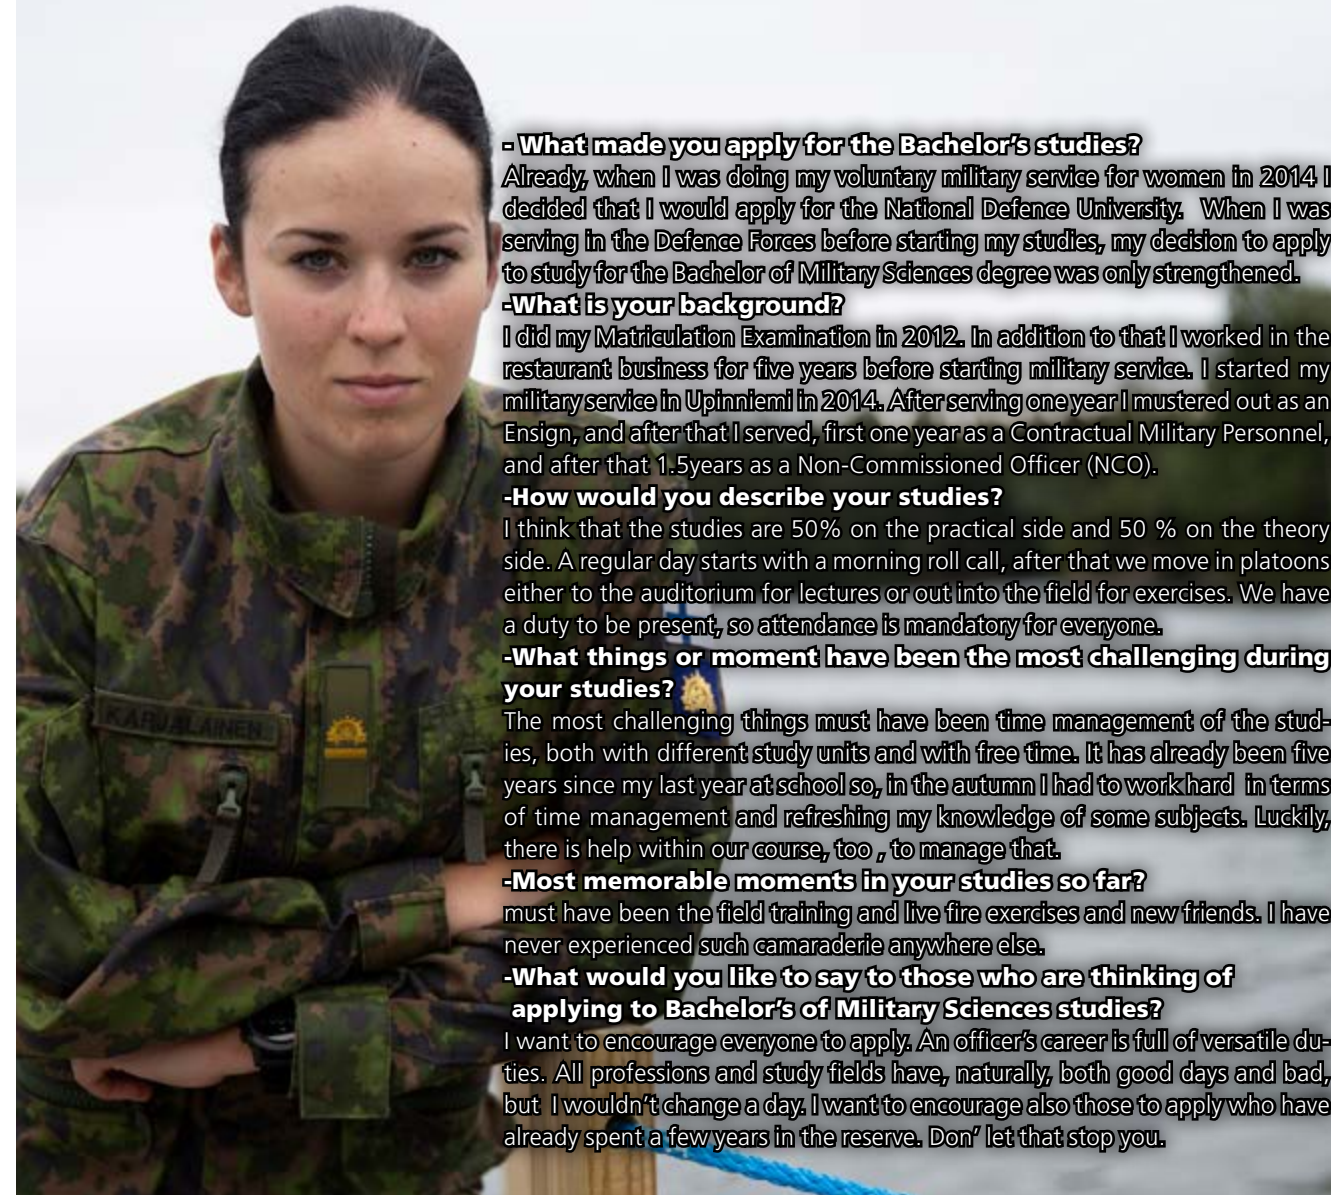 - What made you apply for the Bachelor's studies?
Already, when I was doing my voluntary military service for women in 2014 I
decided that I would apply for the National Defence University. When I was
serving in the Defence Forces before starting my studies, my decision to apply
to study for the Bachelor of Military Sciences degree was only strengthened.
-What is your background?
I did my Matriculation Examination in 2012. In addition to that I worked in the
restaurant business for five years before starting military service. I started my
military service in Upinniemi in 2014. After serving one year I mustered out as an
Ensign, and after that I served, first one year as a Contractual Military Personnel,
and after that 1.5years as a Non-Commissioned Officer (NCO).
-How would you describe your studies?
I think that the studies are 50% on the practical side and 50 % on the theory
side. A regular day starts with a morning roll call, after that we move in platoons
either to the auditorium for lectures or out into the field for exercises. We have
a duty to be present, so attendance is mandatory for everyone.
-What things or moment have been the most challenging during
your studies?
KARJALAINEN
The most challenging things must have been time management of the stud-
ies, both with different study units and with free time. It has already been five
years since my last year at school so, in the autumn I had to work hard in terms
of time management and refreshing my knowledge of some subjects. Luckily,
there is help within our course, too , to manage that.
-Most memorable moments in your studies so far?
must have been the field training and live fire exercises and new friends. I have
never experienced such camaraderie anywhere else.
-What would you like to say to those who are thinking of
applying to Bachelor's of Military Sciences studies?
I want to encourage everyone to apply. An officer's career is full of versatile du-
ties. All professions and study fields have, naturally, both good days and bad,
but I wouldn't change a day. I want to encourage also those to apply who have
already spent a few years in the reserve. Don' let that stop you.